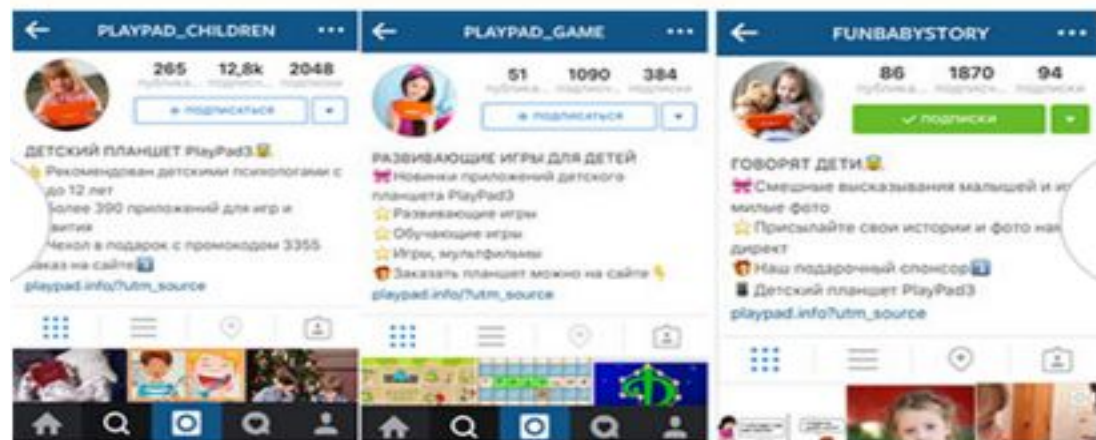 PLAYPAD_CHILDREN
265 12,8k 2048
подписаться
ДЕТСКИЙ ПЛАНШЕТ PlayPad3
Рекомендован детскими психологами с
до 12 лет
более 390 приложений для игр и
вития
Чехол в подарок с промокодом 3355
заказ на сайте
playpad.info/?utm_source
PLAYPAD_GAME
51 1090 384
подписаться
РАЗВИВАЮЩИЕ ИГРЫ ДЛЯ ДЕТЕЙ
Новинки приложений детского
планшета PlayPad3
Развивающие игры
Обучающие игры
Игры, мультфильмы
Заказать планшет можно на сайте
playpad.info/?utm_source
FUNBABYSTORY
86 1870 94
подписки
ГОВОРЯТ ДЕТИ
Смешные высказывания малышей и их
милые фото
Присылайте свои истории и фото нам
директ
Наш подарочный спонсор
Детский планшет PlayPad3
playpad.info?utm_source